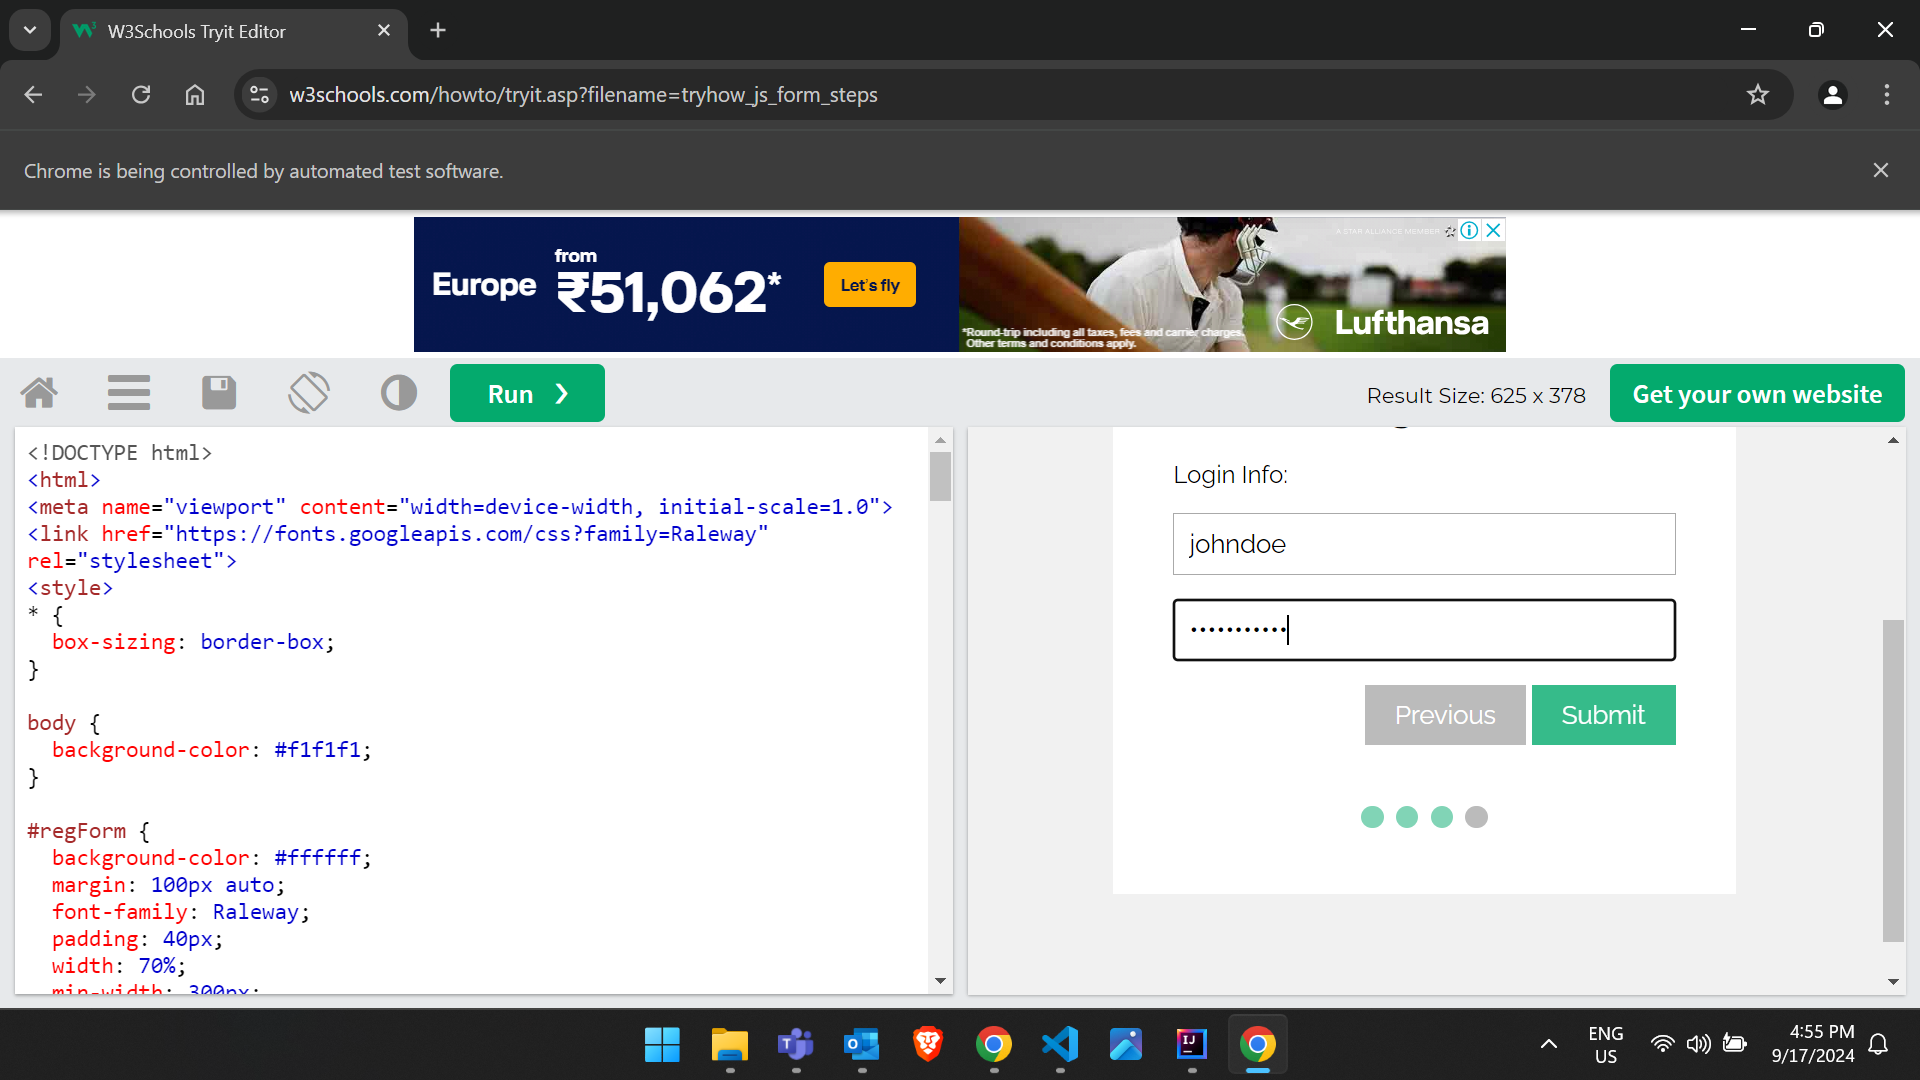 W3Schools Tryit Editor
w3schools.com/howto/tryit.asp?filename=tryhow_js_form_steps
Chrome is being controlled by automated test software.
Europe from ₹51,062*
Let's fly
A STAR ALLIANCE MEMBER
*Round-trip including all taxes, fees and carrier charges.
Other terms and conditions apply.
Lufthansa
Run ❯
Result Size: 625 x 378
Get your own website
<!DOCTYPE html>
<html>
<meta name="viewport" content="width=device-width, initial-scale=1.0">
<link href="https://fonts.googleapis.com/css?family=Raleway"
rel="stylesheet">
<style>
* {
box-sizing: border-box;
}
body {
background-color: #f1f1f1;
}
#regForm {
background-color: #ffffff;
margin: 100px auto;
font-family: Raleway;
padding: 40px;
width: 70%;
min-width: 300px;
Login Info:
johndoe
•••••••••••
Previous
Submit
ENG
US
4:55 PM
9/17/2024